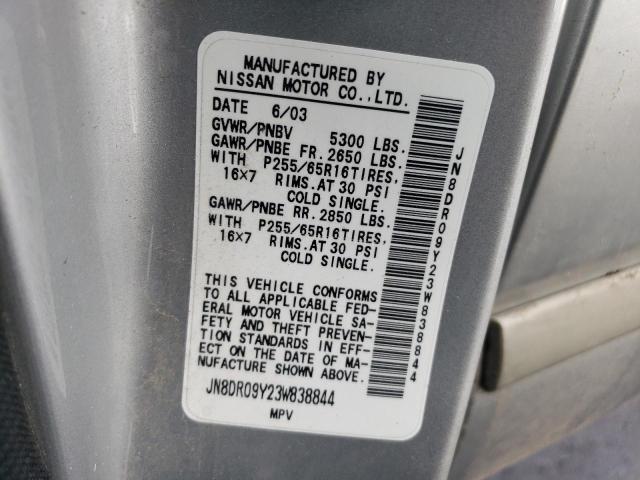 MANUFACTURED BY
NISSAN MOTOR CO.,LTD.
DATE 6/03
GVWR/PNBV 5300 LBS.
GAWR/PNBE FR. 2650 LBS.
WITH P255/65R16TIRES,
16×7 RIMS.AT 30 PSI
COLD SINGLE.
GAWR/PNBE RR. 2850 LBS.
WITH P255/65R16TIRES,
16×7 RIMS.AT 30 PSI
COLD SINGLE.
THIS VEHICLE CONFORMS
TO ALL APPLICABLE FED-
ERAL MOTOR VEHICLE SA-
FETY AND THEFT PREVEN-
TION STANDARDS IN EFF-
ECT ON THE DATE OF MA-
NUFACTURE SHOWN ABOVE.
JN8DR09Y23W838844
MPV
JN8DR09Y23W838844